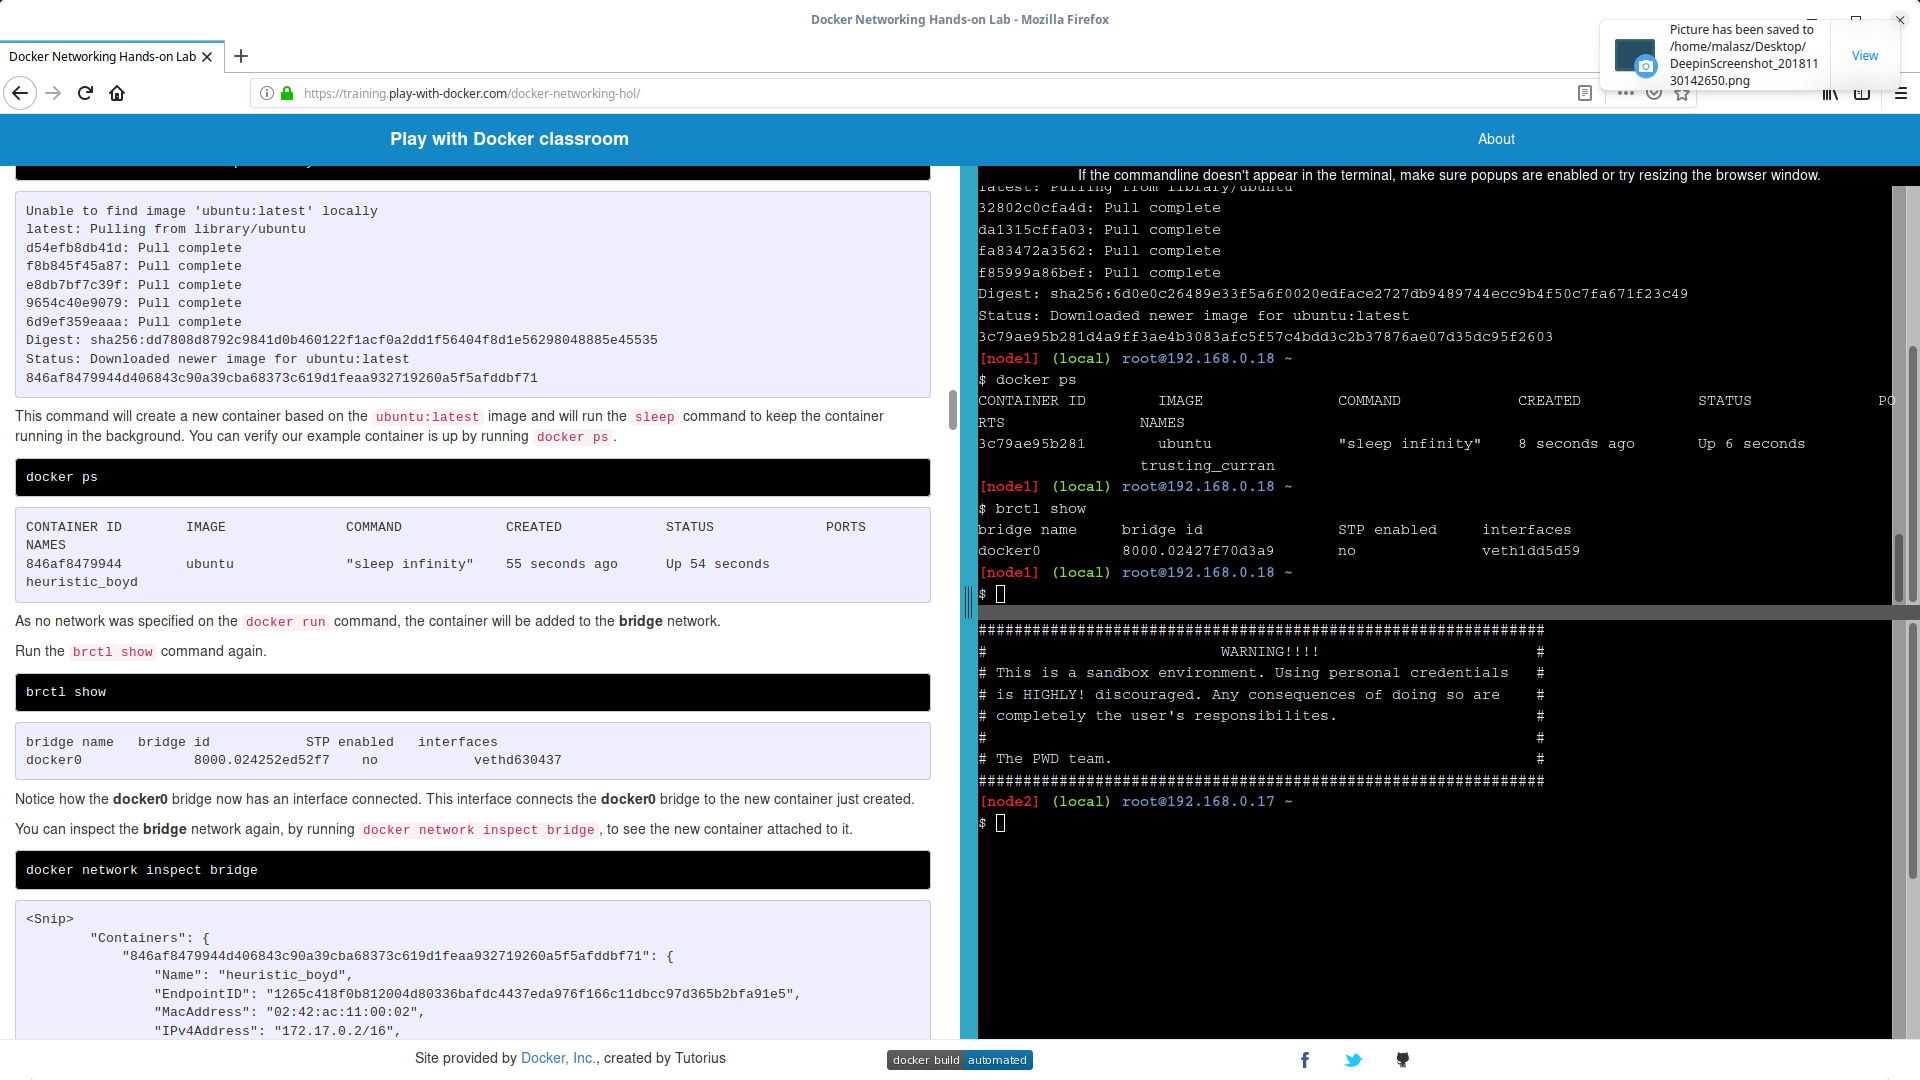 Docker Networking Hands-on Lab - Mozilla Firefox
Docker Networking Hands-on Lab
Picture has been saved to
/home/malasz/Desktop/
DeepinScreenshot_201811
30142650.png
View
https://training.play-with-docker.com/docker-networking-hol/
Play with Docker classroom
About
Unable to find image 'ubuntu:latest' locally
latest: Pulling from library/ubuntu
d54efb8db41d: Pull complete
f8b845f45a87: Pull complete
e8db7bf7c39f: Pull complete
9654c40e9079: Pull complete
6d9ef359eaaa: Pull complete
Digest: sha256:dd7808d8792c9841d0b460122f1acf0a2dd1f56404f8d1e56298048885e45535
Status: Downloaded newer image for ubuntu:latest
846af8479944d406843c90a39cba68373c619d1feaa932719260a5f5afddbf71
This command will create a new container based on the ubuntu:latest image and will run the sleep command to keep the container
running in the background. You can verify our example container is up by running docker ps.
docker ps
CONTAINER ID IMAGE COMMAND CREATED STATUS PORTS
NAMES
846af8479944 ubuntu "sleep infinity" 55 seconds ago Up 54 seconds
heuristic_boyd
As no network was specified on the docker run command, the container will be added to the bridge network.
Run the brctl show command again.
brctl show
bridge name bridge id STP enabled interfaces
docker0 8000.024252ed52f7 no vethd630437
Notice how the docker0 bridge now has an interface connected. This interface connects the docker0 bridge to the new container just created.
You can inspect the bridge network again, by running docker network inspect bridge, to see the new container attached to it.
docker network inspect bridge
<Snip>
"Containers": {
"846af8479944d406843c90a39cba68373c619d1feaa932719260a5f5afddbf71": {
"Name": "heuristic_boyd",
"EndpointID": "1265c418f0b812004d80336bafdc4437eda976f166c11dbcc97d365b2bfa91e5",
"MacAddress": "02:42:ac:11:00:02",
"IPv4Address": "172.17.0.2/16",
If the commandline doesn't appear in the terminal, make sure popups are enabled or try resizing the browser window.
latest: Pulling from library/ubuntu
32802c0cfa4d: Pull complete
da1315cffa03: Pull complete
fa83472a3562: Pull complete
f85999a86bef: Pull complete
Digest: sha256:6d0e0c26489e33f5a6f0020edface2727db9489744ecc9b4f50c7fa671f23c49
Status: Downloaded newer image for ubuntu:latest
3c79ae95b281d4a9ff3ae4b3083afc5f57c4bdd3c2b37876ae07d35dc95f2603
[node1] (local) root@192.168.0.18 ~
$ docker ps
CONTAINER ID IMAGE COMMAND CREATED STATUS PO
RTS NAMES
3c79ae95b281 ubuntu "sleep infinity" 8 seconds ago Up 6 seconds
trusting_curran
[node1] (local) root@192.168.0.18 ~
$ brctl show
bridge name bridge id STP enabled interfaces
docker0 8000.02427f70d3a9 no veth1dd5d59
[node1] (local) root@192.168.0.18 ~
$
###############################################################
# WARNING!!!! #
# This is a sandbox environment. Using personal credentials #
# is HIGHLY! discouraged. Any consequences of doing so are #
# completely the user's responsibilites. #
# #
# The PWD team. #
###############################################################
[node2] (local) root@192.168.0.17 ~
$
Site provided by Docker, Inc., created by Tutorius
docker build automated